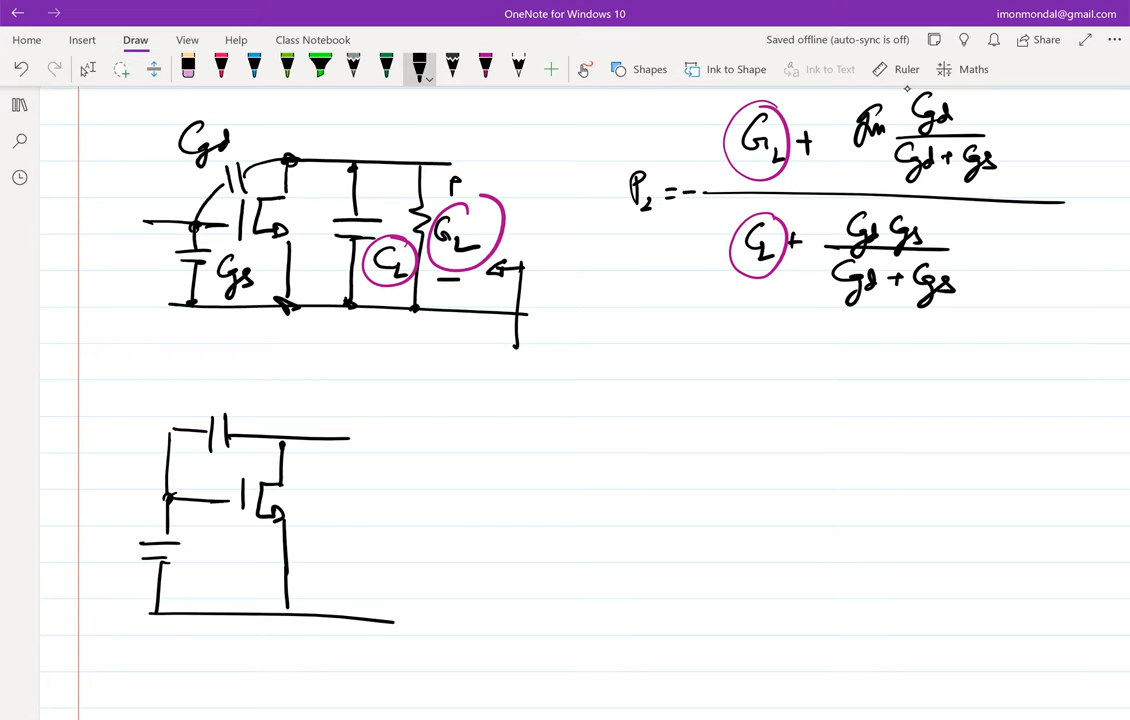 OneNote for Windows 10
imonmondal@gmail.com
Home Insert Draw View Help Class Notebook
Saved offline (auto-sync is off) Share
Shapes Ink to Shape Ink to Text Ruler Maths
Cgd
Cgs
CL
GL
P2 = -
GL + gm Cgd
Cgd + Cgs
CL + Cgd Cgs
Cgd + Cgs